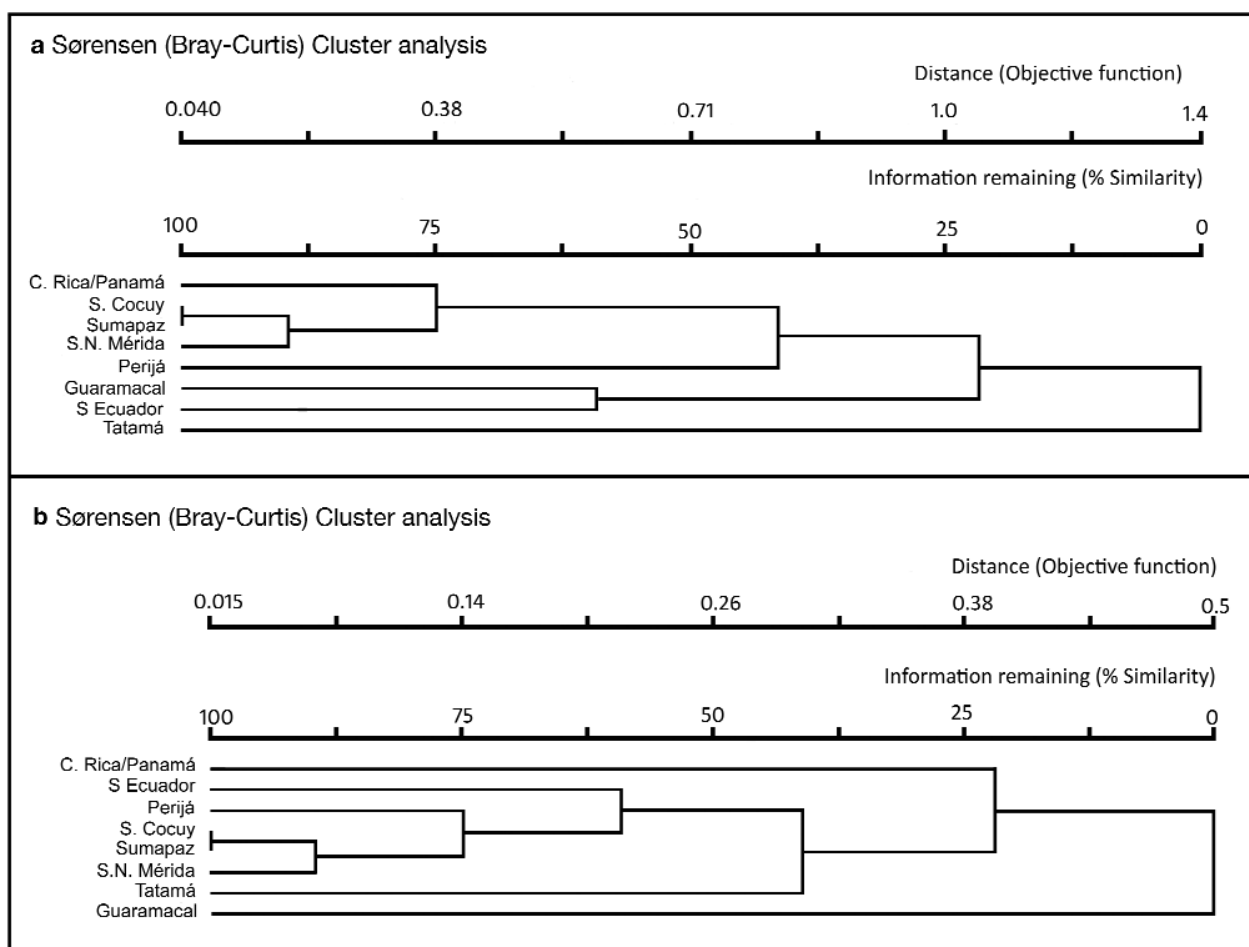 a Sørensen (Bray-Curtis) Cluster analysis
Distance (Objective function)
0.040 0.38 0.71 1.0 1.4
Information remaining (% Similarity)
100 75 50 25 0
C. Rica/Panamá
S. Cocuy
Sumapaz
S.N. Mérida
Perijá
Guaramacal
S Ecuador
Tatamá
b Sørensen (Bray-Curtis) Cluster analysis
Distance (Objective function)
0.015 0.14 0.26 0.38 0.5
Information remaining (% Similarity)
100 75 50 25 0
C. Rica/Panamá
S Ecuador
Perijá
S. Cocuy
Sumapaz
S.N. Mérida
Tatamá
Guaramacal